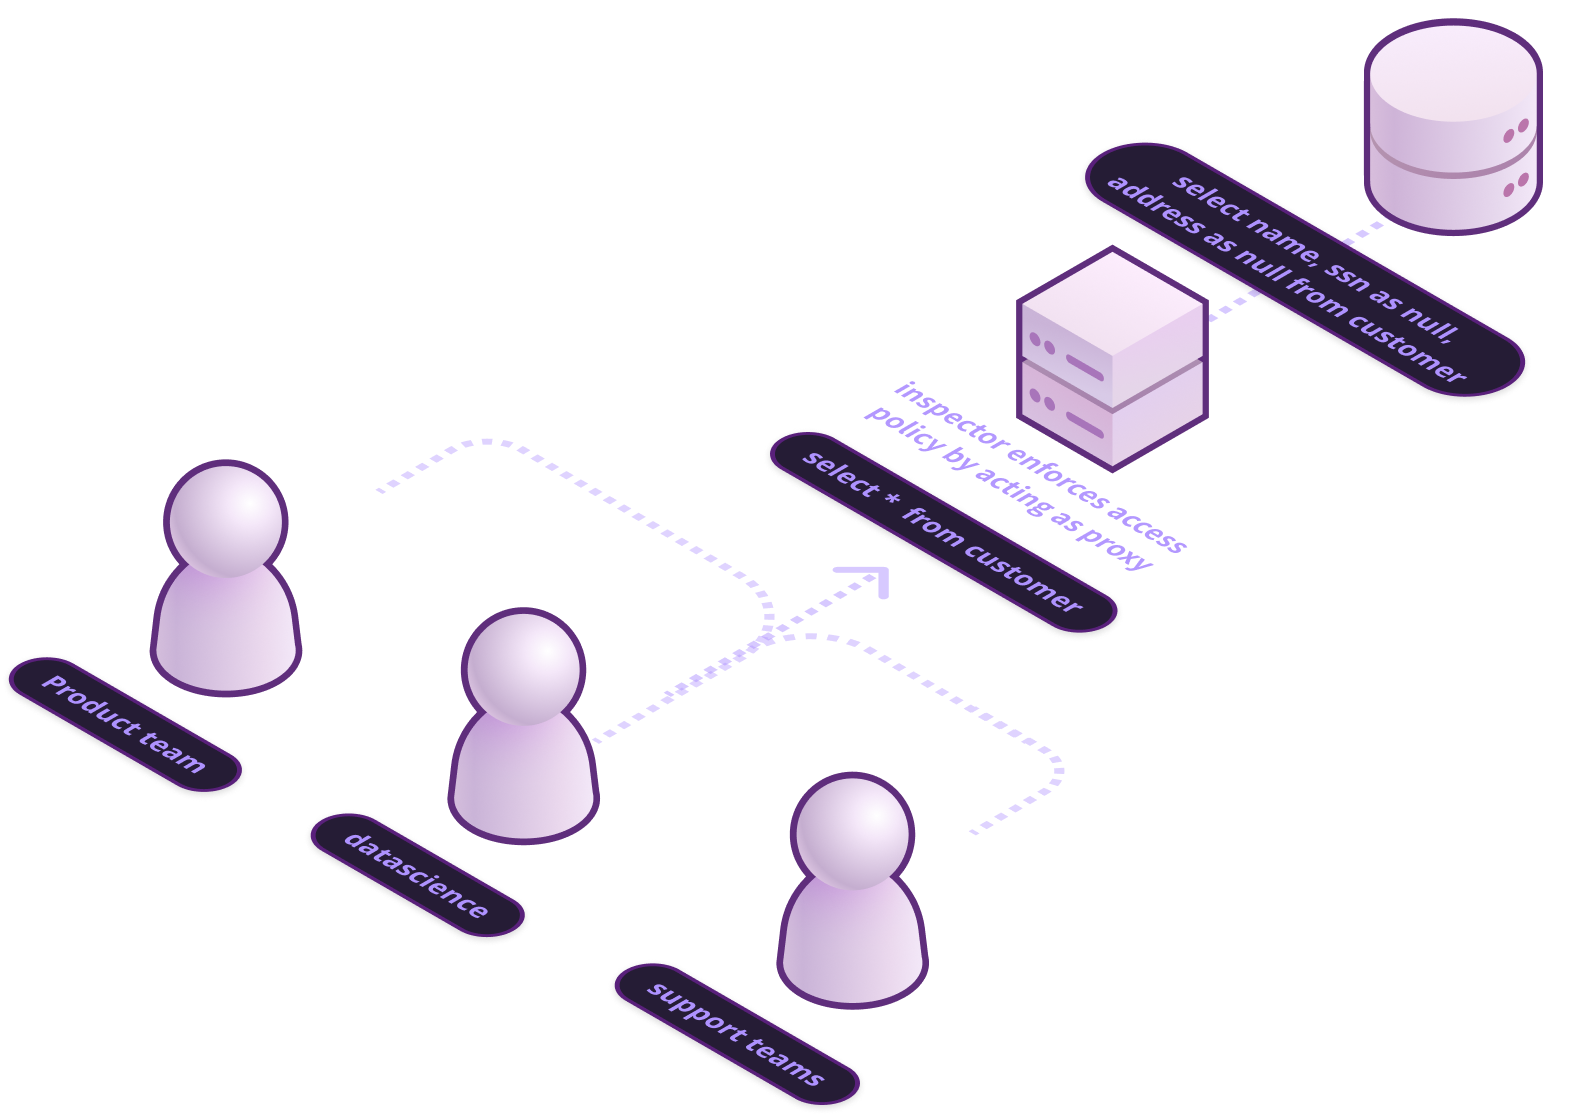 select name, ssn as null,
address as null from customer
inspector enforces access
policy by acting as proxy
select * from customer
Product team
datascience
support teams